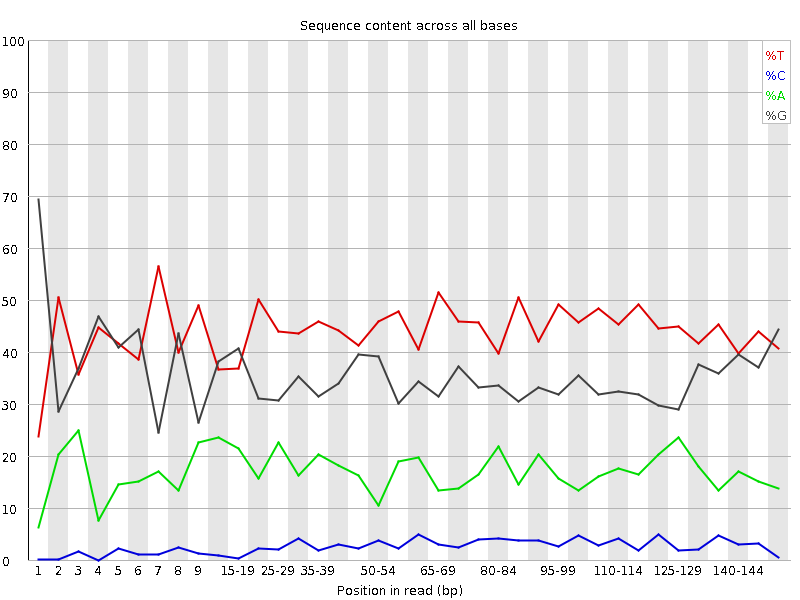 Sequence content across all bases
100
90
80
70
60
50
40
30
20
10
0
%T
%C
%A
%G
1 2 3 4 5 6 7 8 9 15-19 25-29 35-39 50-54 65-69 80-84 95-99 110-114 125-129 140-144
Position in read (bp)